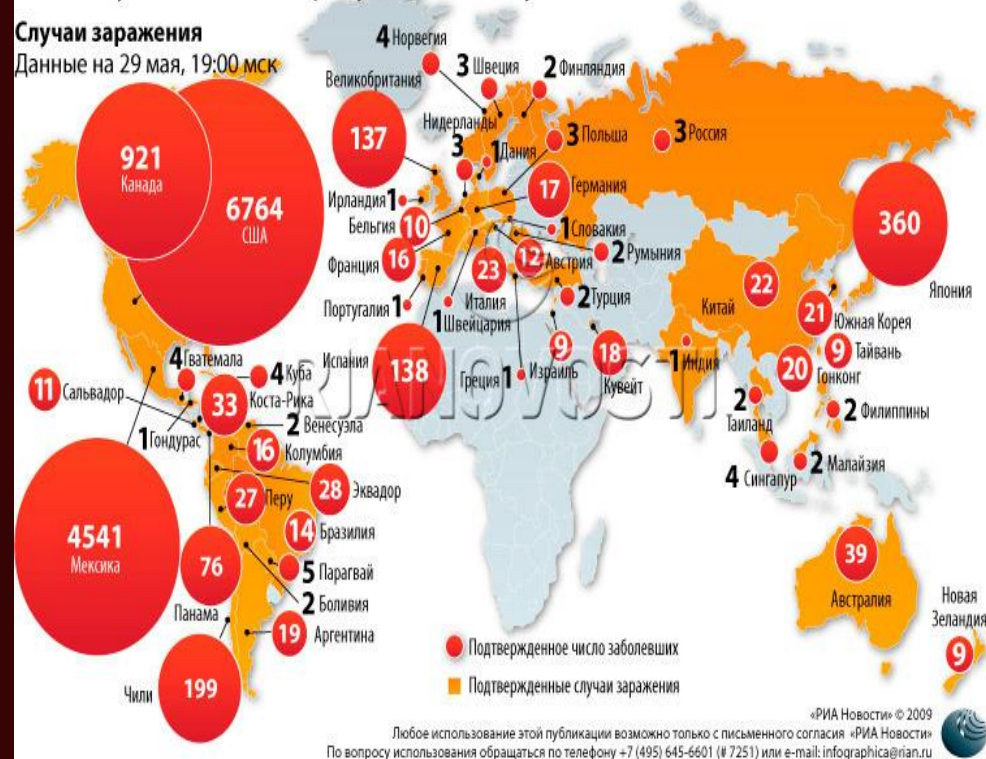 Случаи заражения
Данные на 29 мая, 19:00 мск
4 Норвегия
Великобритания
137
3 Швеция
2 Финляндия
Нидерланды
3
1 Дания
3 Польша
3 Россия
921
Канада
6764
США
17
Германия
Ирландия 1
Бельгия 10
1 Словакия
360
Япония
Франция 16
23
Италия
12 Австрия
2 Румыния
22
Китай
21
Южная Корея
Португалия 1
1
Швейцария
2 Турция
9
Израиль
18
Кувейт
1 Индия
9 Тайвань
20
Гонконг
Испания
138
Греция 1
RIANOVOSTI
4 Гватемала
4 Куба
11 Сальвадор
33
Коста-Рика
1 Гондурас
2 Венесуэла
16
Колумбия
2
Таиланд
2 Филиппины
4 Сингапур
2 Малайзия
27 Перу
28 Эквадор
14 Бразилия
4541
Мексика
76
Панама
5 Парагвай
2 Боливия
19 Аргентина
39
Австралия
Новая
Зеландия
9
Чили
199
Подтвержденное число заболевших
Подтвержденные случаи заражения
«РИА Новости» © 2009
Любое использование этой публикации возможно только с письменного согласия «РИА Новости»
По вопросу использования обращаться по телефону +7 (495) 645-6601 (# 7251) или e-mail: infographica@rian.ru